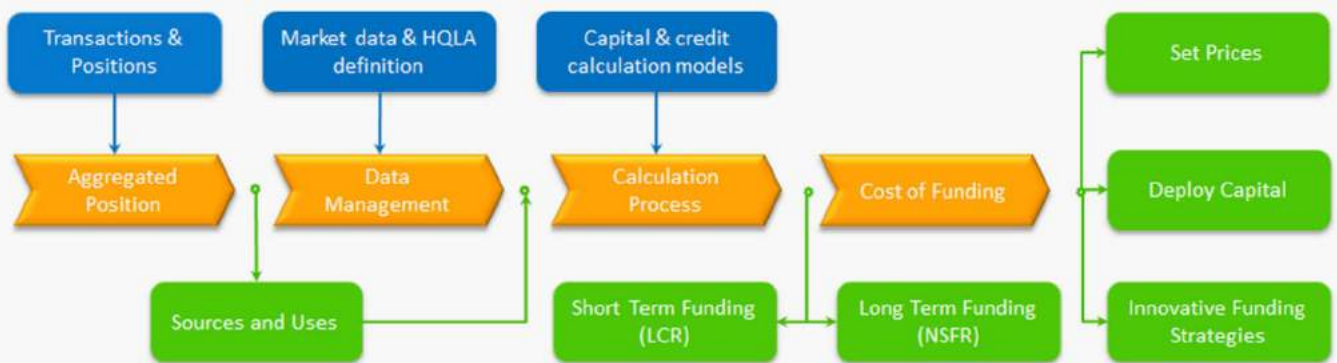 Transactions &
Positions
Market data & HQLA
definition
Capital & credit
calculation models
Set Prices
Aggregated
Position
Data
Management
Calculation
Process
Cost of Funding
Deploy Capital
Sources and Uses
Short Term Funding
(LCR)
Long Term Funding
(NSFR)
Innovative Funding
Strategies